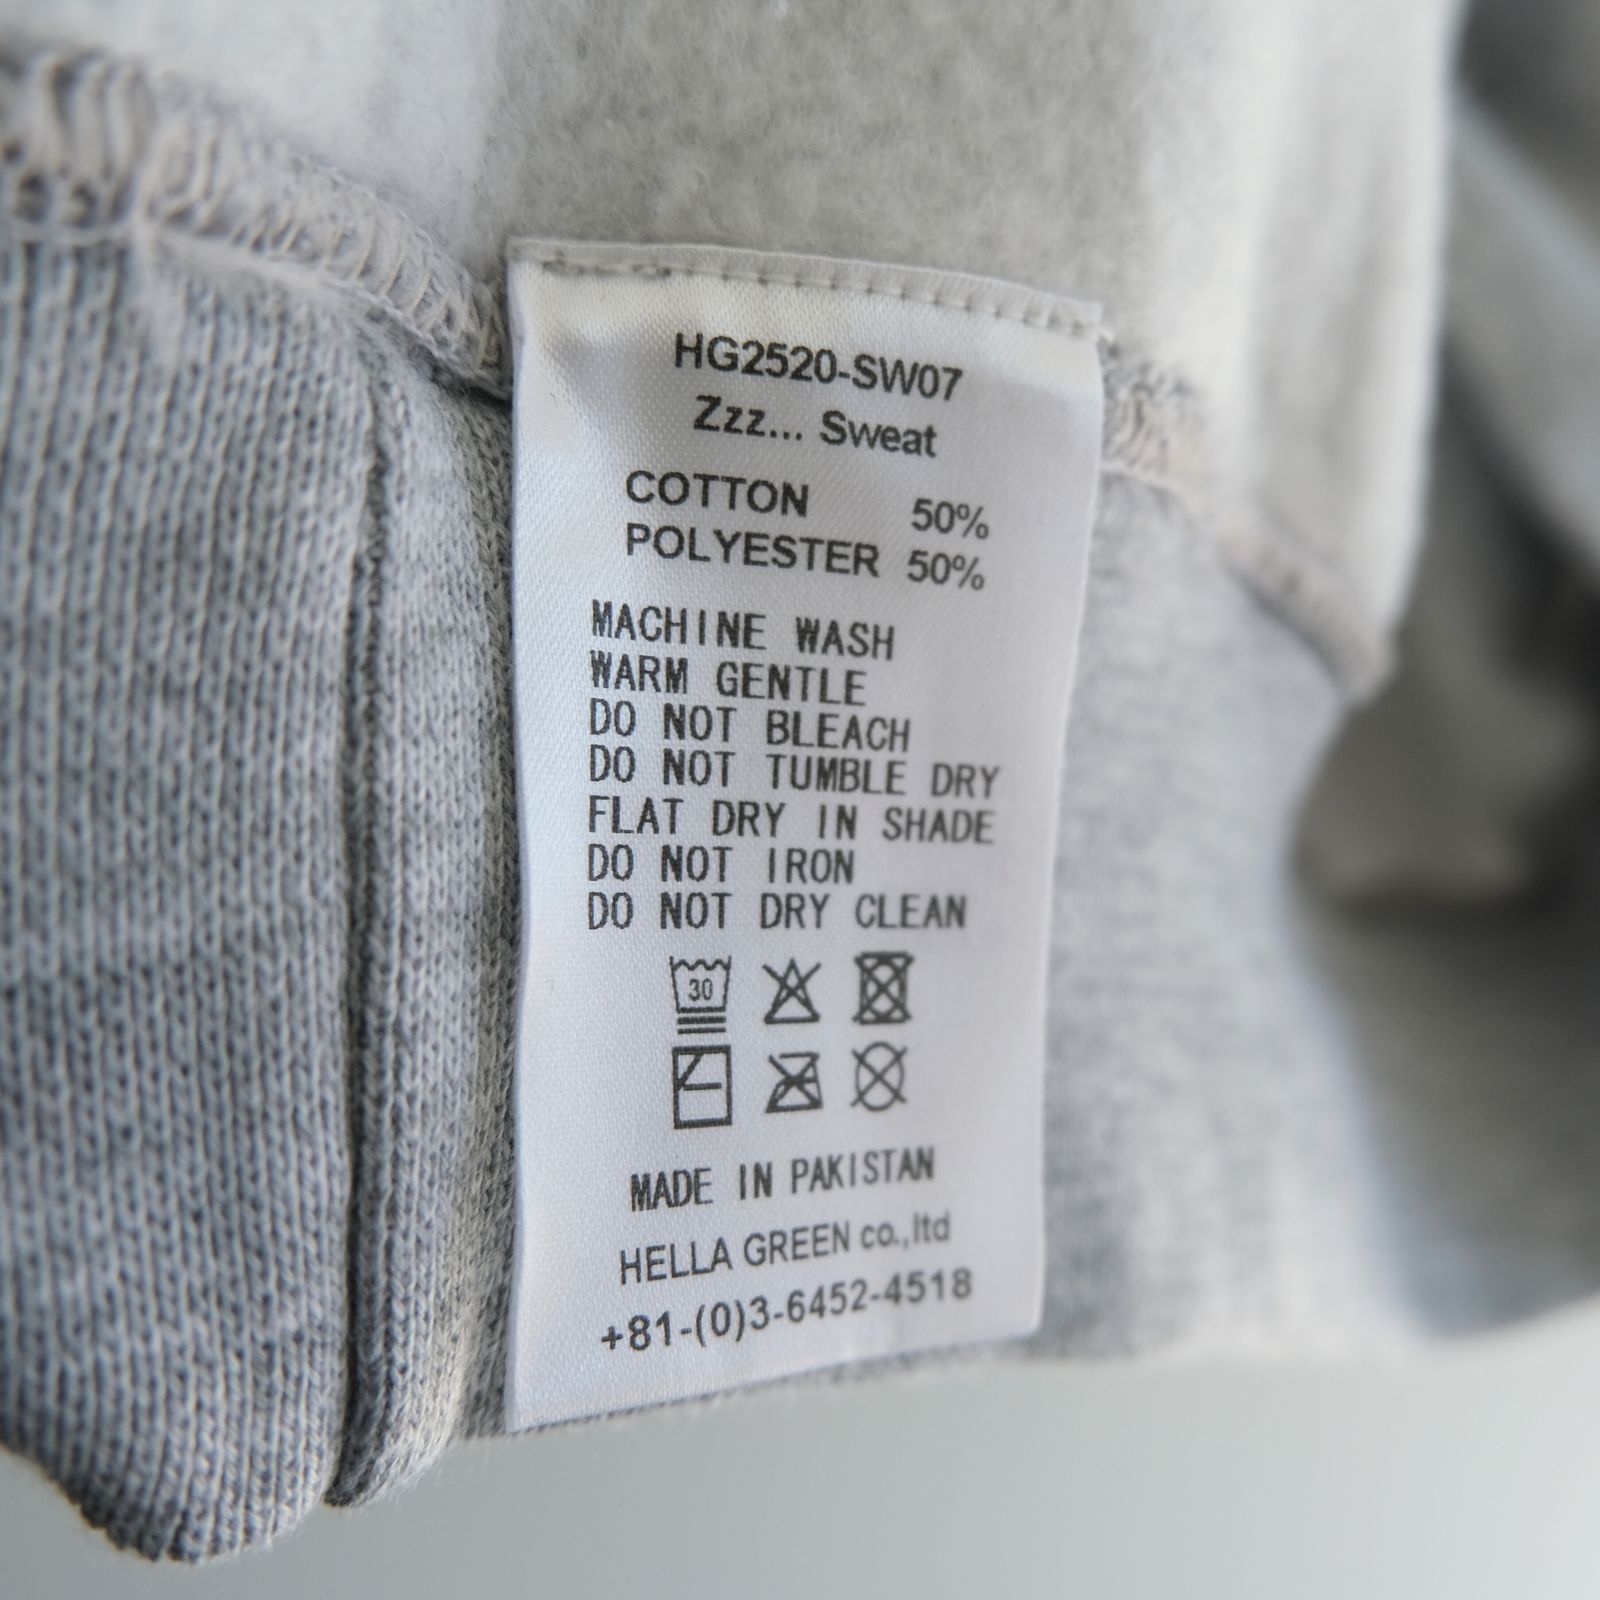 HG2520-SW07
Zzz... Sweat
COTTON 50%
POLYESTER 50%
MACHINE WASH
WARM GENTLE
DO NOT BLEACH
DO NOT TUMBLE DRY
FLAT DRY IN SHADE
DO NOT IRON
DO NOT DRY CLEAN
30
MADE IN PAKISTAN
HELLA GREEN co.,ltd
+81-(0)3-6452-4518